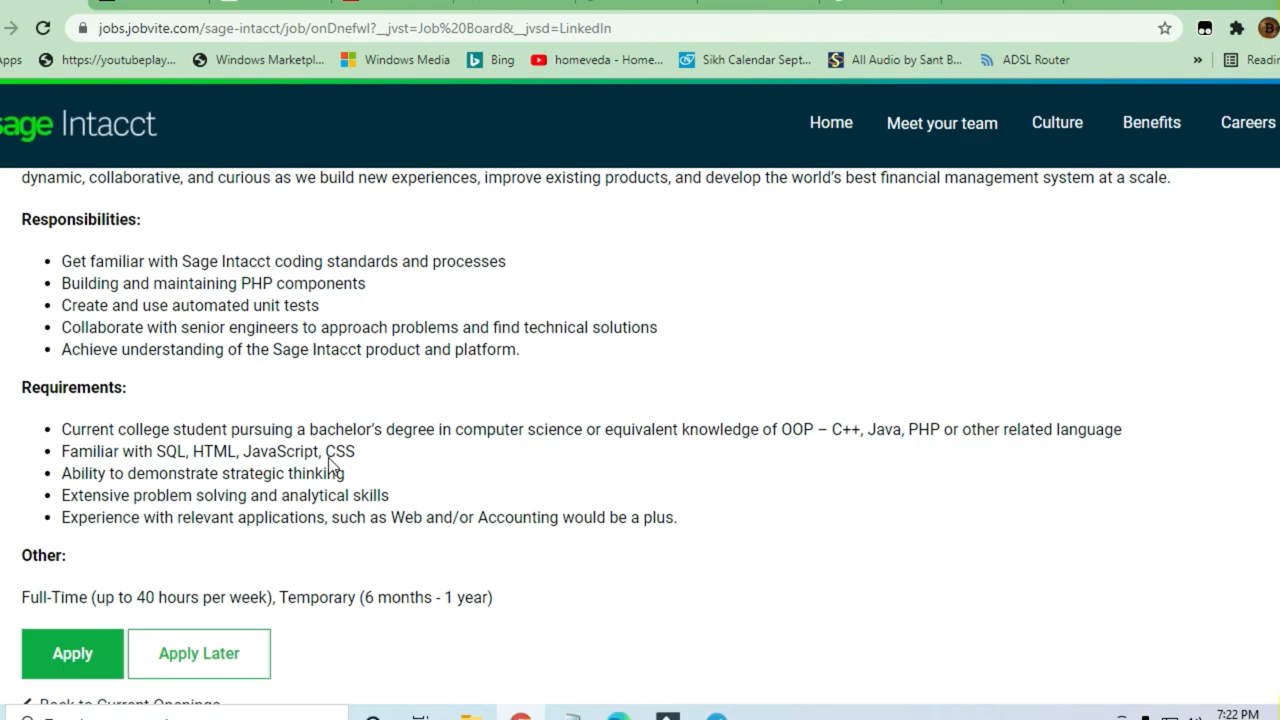 jobs.jobvite.com/sage-intacct/job/onDnefwl?__jvst=Job%20Board&__jvsd=LinkedIn
pps https://youtubeplay... Windows Marketpl... Windows Media Bing homeveda - Home... Sikh Calendar Sept... All Audio by Sant B... ADSL Router » Readin
sage Intacct Home Meet your team Culture Benefits Careers
dynamic, collaborative, and curious as we build new experiences, improve existing products, and develop the world's best financial management system at a scale.
Responsibilities:
• Get familiar with Sage Intacct coding standards and processes
• Building and maintaining PHP components
• Create and use automated unit tests
• Collaborate with senior engineers to approach problems and find technical solutions
• Achieve understanding of the Sage Intacct product and platform.
Requirements:
• Current college student pursuing a bachelor's degree in computer science or equivalent knowledge of OOP – C++, Java, PHP or other related language
• Familiar with SQL, HTML, JavaScript, CSS
• Ability to demonstrate strategic thinking
• Extensive problem solving and analytical skills
• Experience with relevant applications, such as Web and/or Accounting would be a plus.
Other:
Full-Time (up to 40 hours per week), Temporary (6 months - 1 year)
Apply Apply Later
Back to Current Openings
7:22 PM